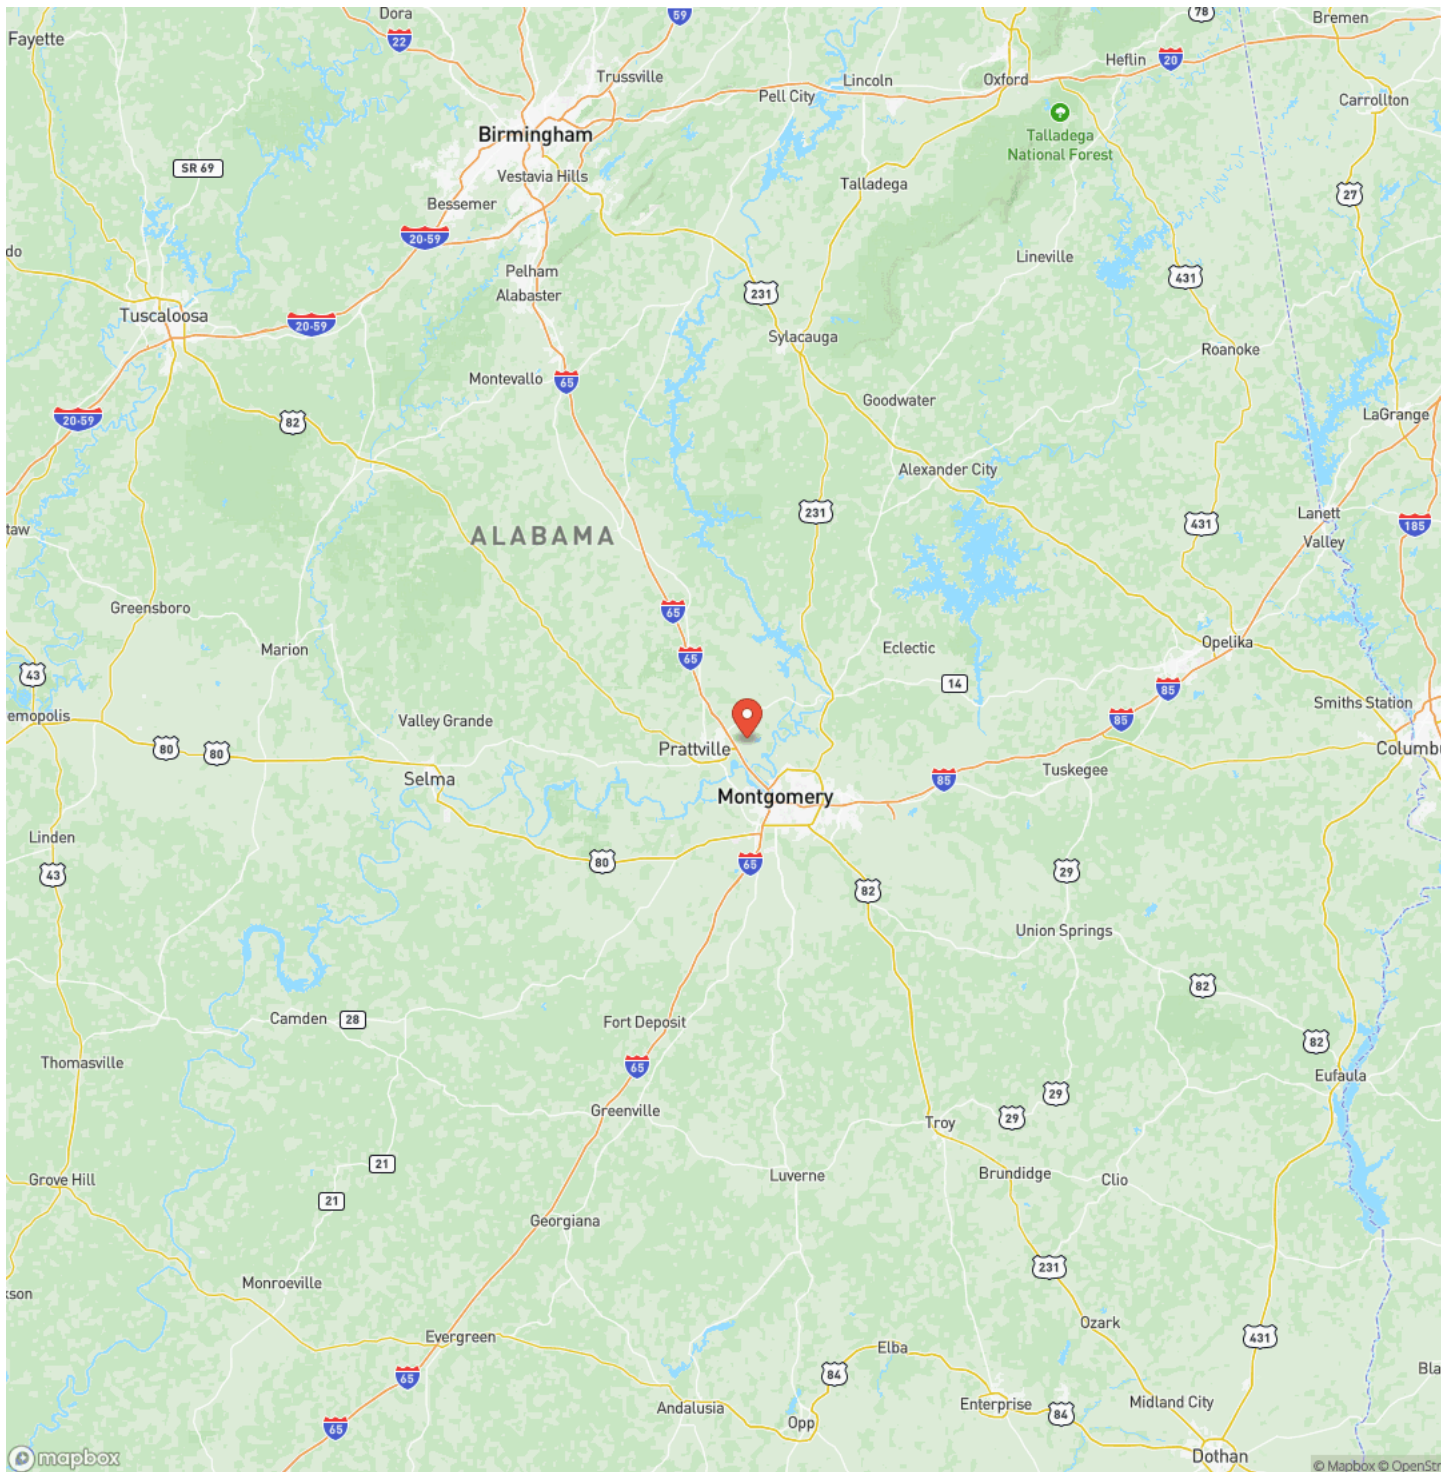 Dora
59
78
Bremen
Fayette
22
Trussville
Lincoln
Oxford
Heflin
20
Pell City
Carrollton
Birmingham
Talladega
National Forest
SR 69
Vestavia Hills
Talladega
27
Bessemer
20-59
do
Lineville
Pelham
431
Alabaster
231
Tuscaloosa
20-59
Sylacauga
Roanoke
Montevallo
65
Goodwater
20-59
82
LaGrange
Alexander City
231
Lanett
taw
ALABAMA
431
185
Valley
Greensboro
65
Marion
65
Eclectic
Opelika
43
14
85
Smiths Station
emopolis
Valley Grande
85
80
80
Prattville
Columbu
Selma
85
Tuskegee
Montgomery
Linden
80
65
29
43
82
Union Springs
82
Camden
28
Fort Deposit
82
Thomasville
65
Eufaula
29
Greenville
29
Troy
21
Grove Hill
Luverne
Brundidge
Clio
21
Georgiana
231
Monroeville
kson
Ozark
Evergreen
431
Elba
65
84
Bla
Andalusia
Enterprise
Midland City
65
Opp
84
Dothan
mapbox
© Mapbox © OpenStr